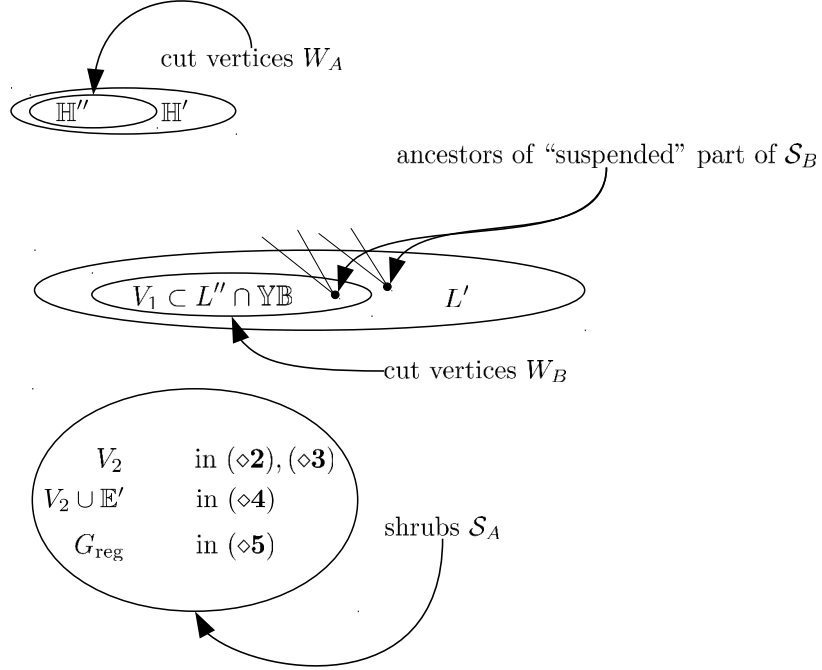 cut vertices W_A
ℍ′′ ℍ′
ancestors of “suspended” part of 𝒮_B
V_1 ⊂ L′′ ∩ 𝕐𝔹 L′
cut vertices W_B
V_2 in (⋄2), (⋄3)
V_2 ∪ 𝔼′ in (⋄4)
shrubs 𝒮_A
G_reg in (⋄5)